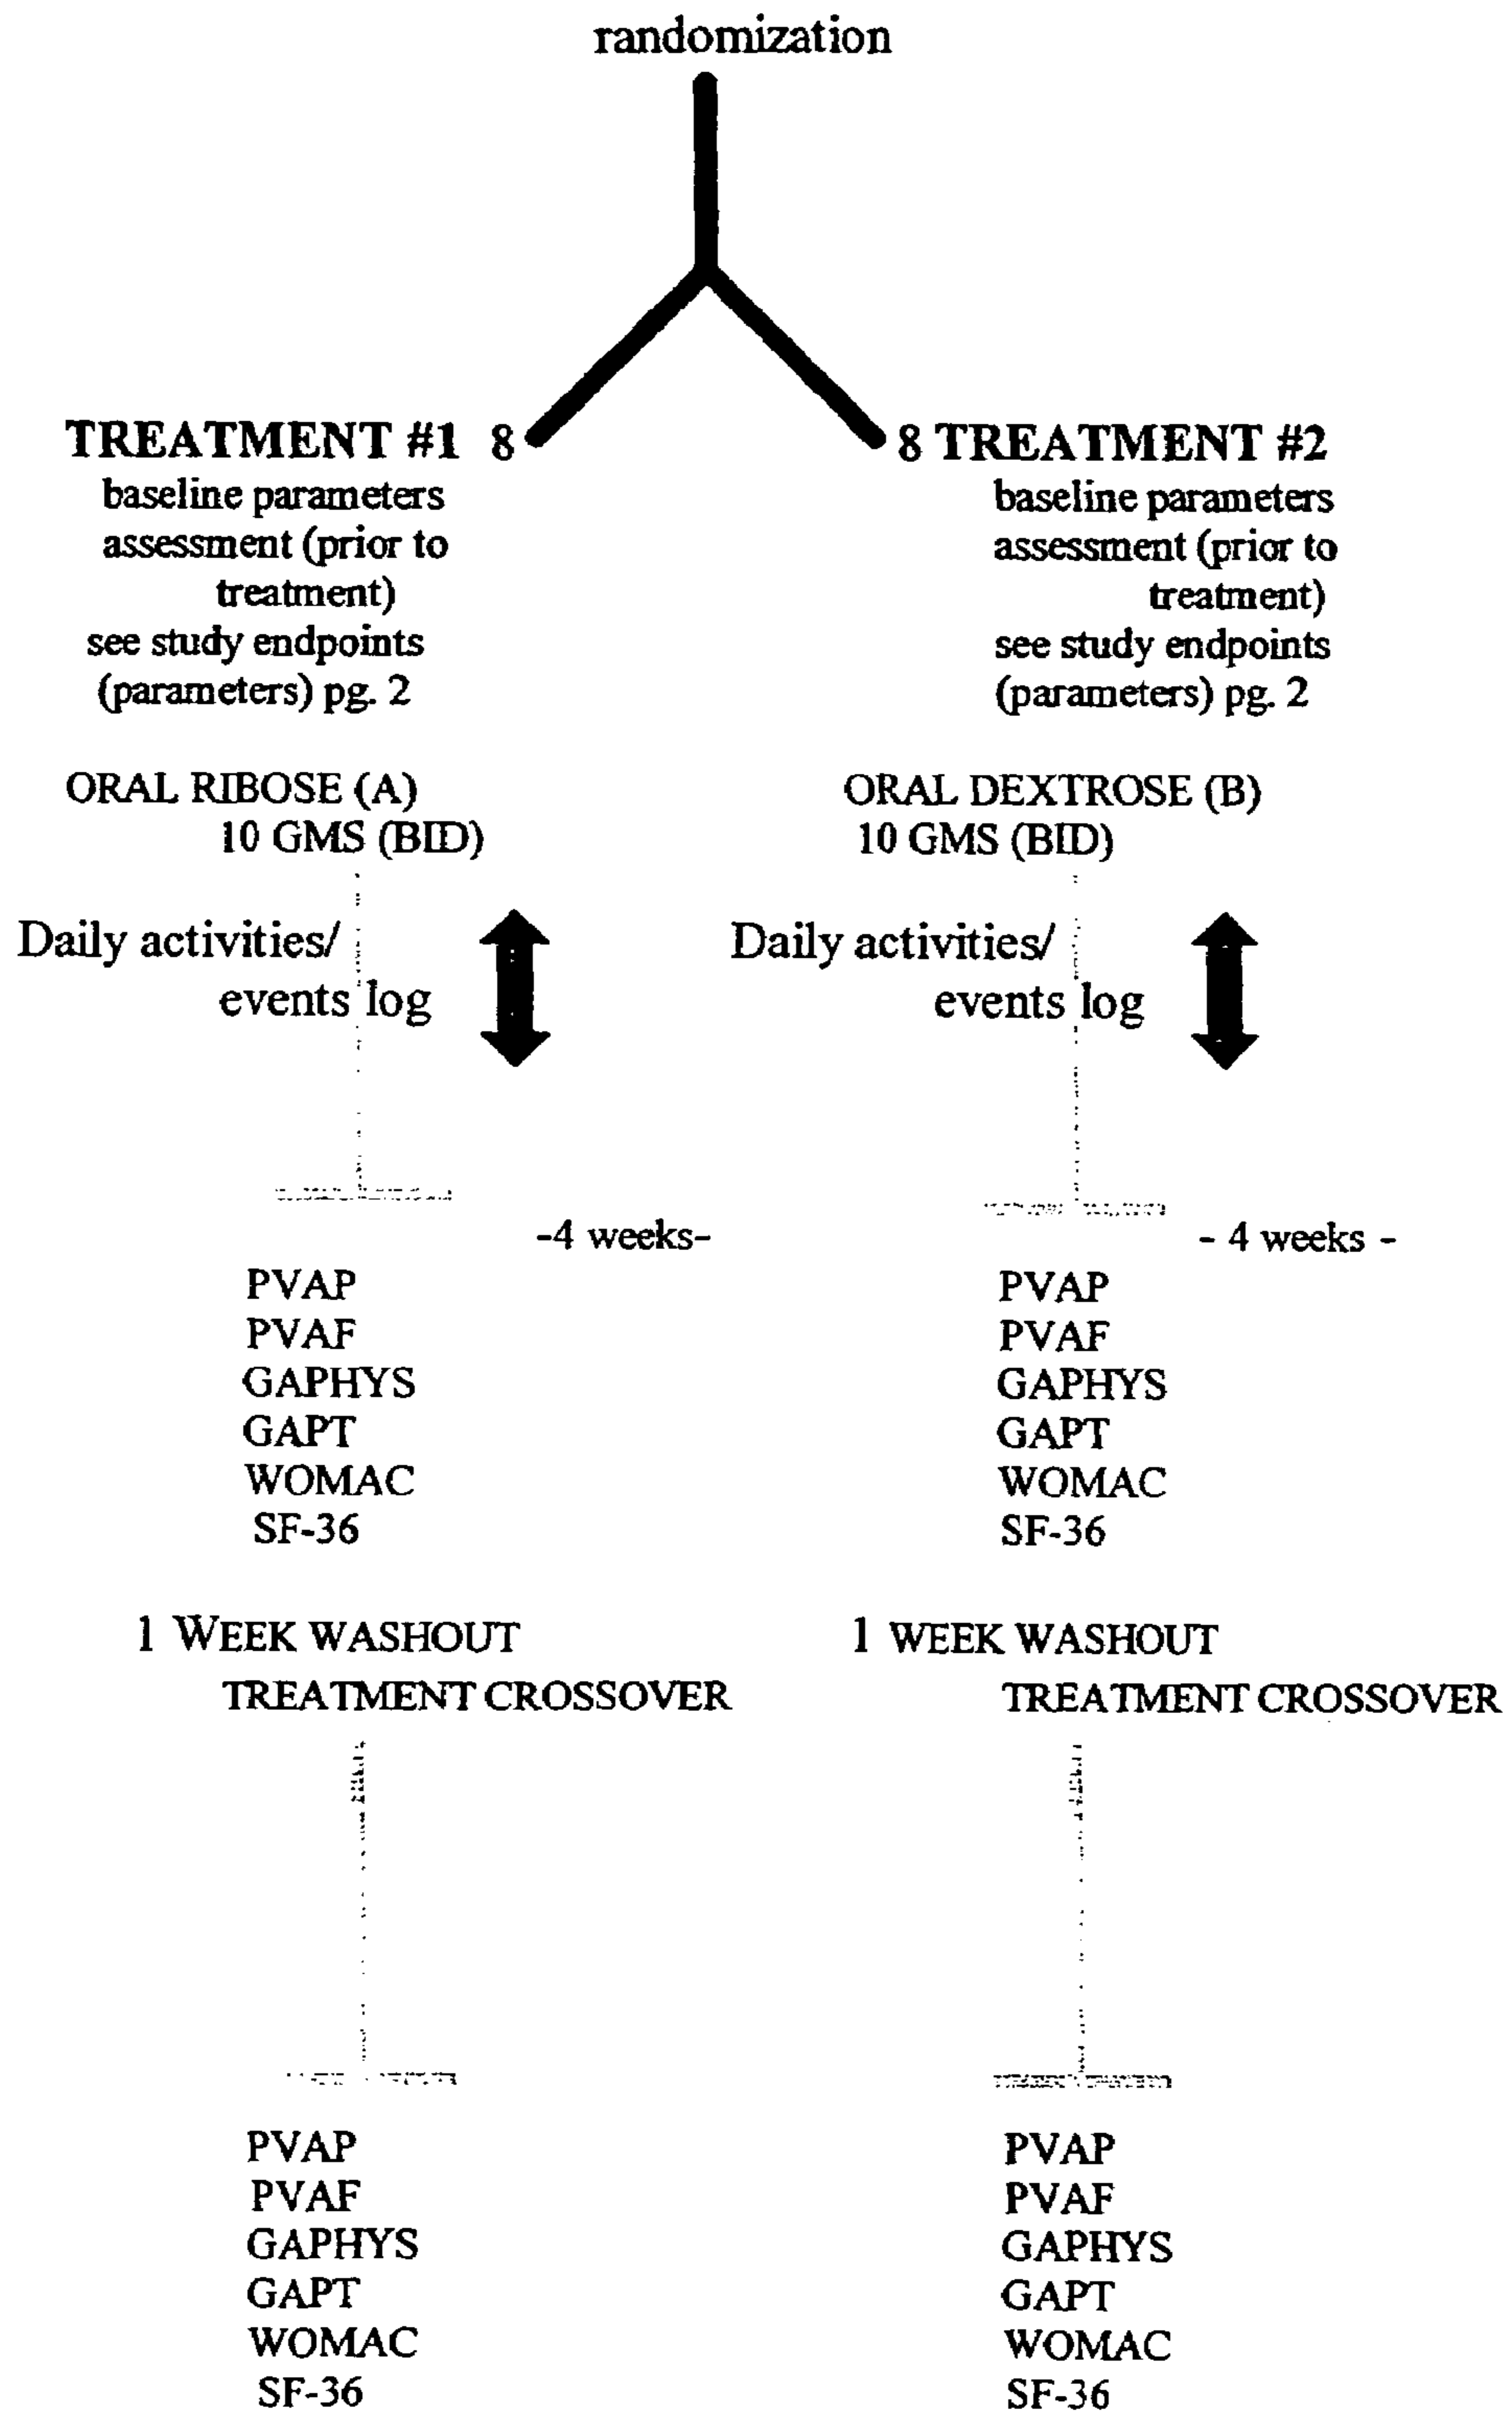 randomization
TREATMENT #1 8
baseline parameters
assessment (prior to
treatment)
see study endpoints
(parameters) pg. 2
ORAL RIBOSE (A)
10 GMS (BID)
Daily activities/
events log
-4 weeks-
PVAP
PVAF
GAPHYS
GAPT
WOMAC
SF-36
1 WEEK WASHOUT
TREATMENT CROSSOVER
PVAP
PVAF
GAPHYS
GAPT
WOMAC
SF-36
8 TREATMENT #2
baseline parameters
assessment (prior to
treatment)
see study endpoints
(parameters) pg. 2
ORAL DEXTROSE (B)
10 GMS (BID)
Daily activities/
events log
- 4 weeks -
PVAP
PVAF
GAPHYS
GAPT
WOMAC
SF-36
1 WEEK WASHOUT
TREATMENT CROSSOVER
PVAP
PVAF
GAPHYS
GAPT
WOMAC
SF-36